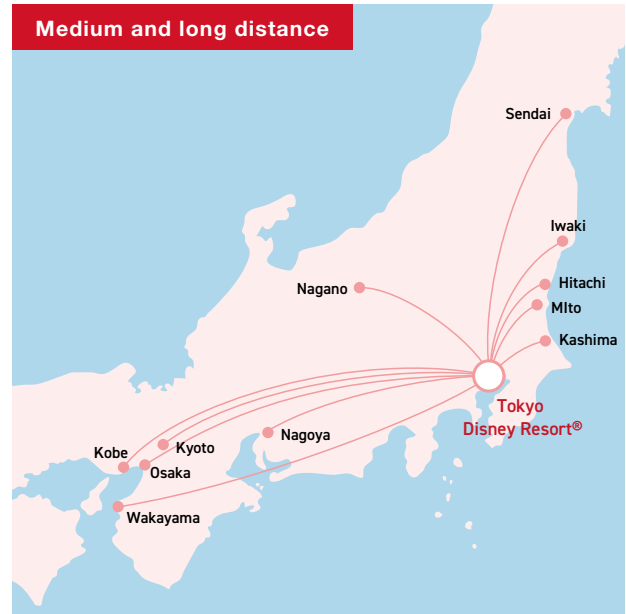 Medium and long distance
Sendai
Iwaki
Nagano
Hitachi
MIto
Kashima
Tokyo
Disney Resort®
Nagoya
Kyoto
Kobe
Osaka
Wakayama